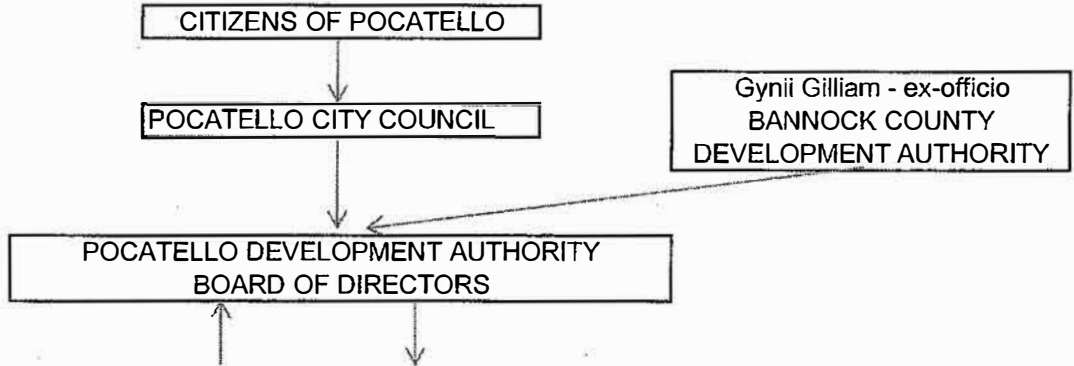 CITIZENS OF POCATELLO
POCATELLO CITY COUNCIL
Gynii Gilliam - ex-officio
BANNOCK COUNTY
DEVELOPMENT AUTHORITY
POCATELLO DEVELOPMENT AUTHORITY
BOARD OF DIRECTORS